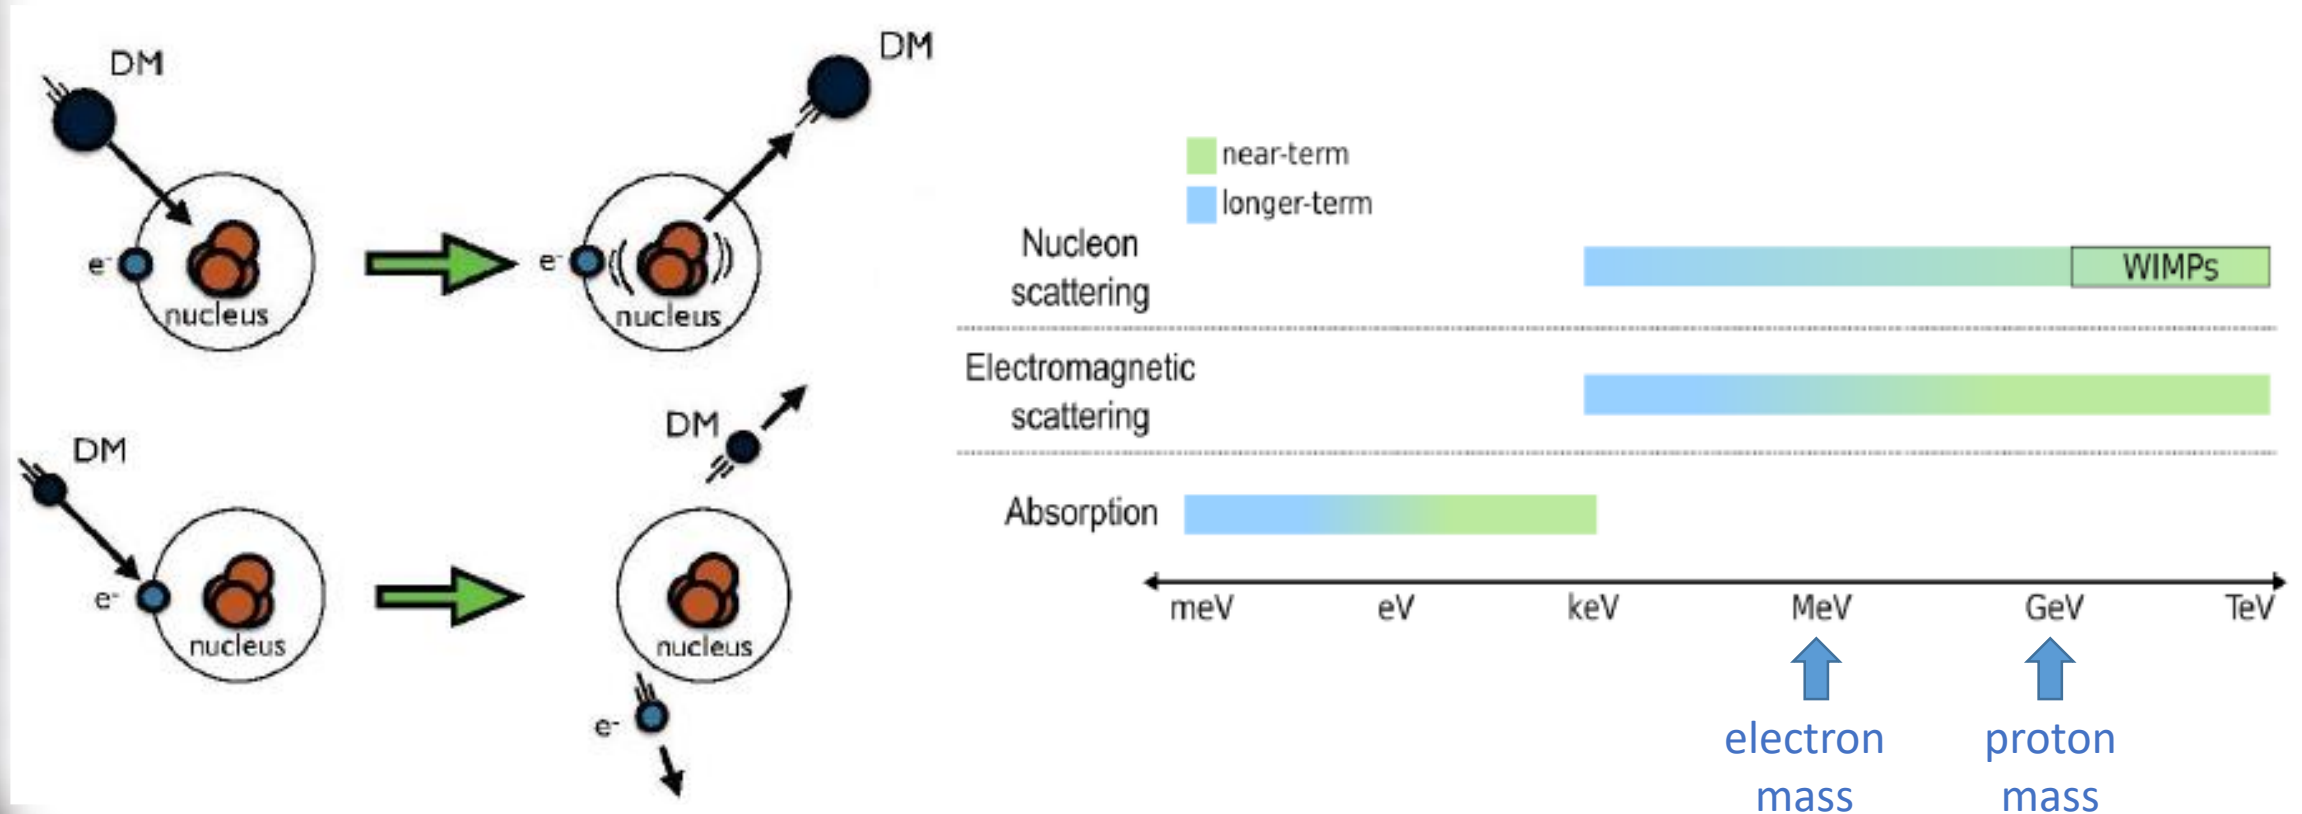 DM
e-
nucleus
DM
e-
nucleus
DM
e-
nucleus
DM
nucleus
e-
near-term
longer-term
Nucleon
scattering
WIMPs
Electromagnetic
scattering
Absorption
meV eV keV MeV GeV TeV
electron
mass
proton
mass